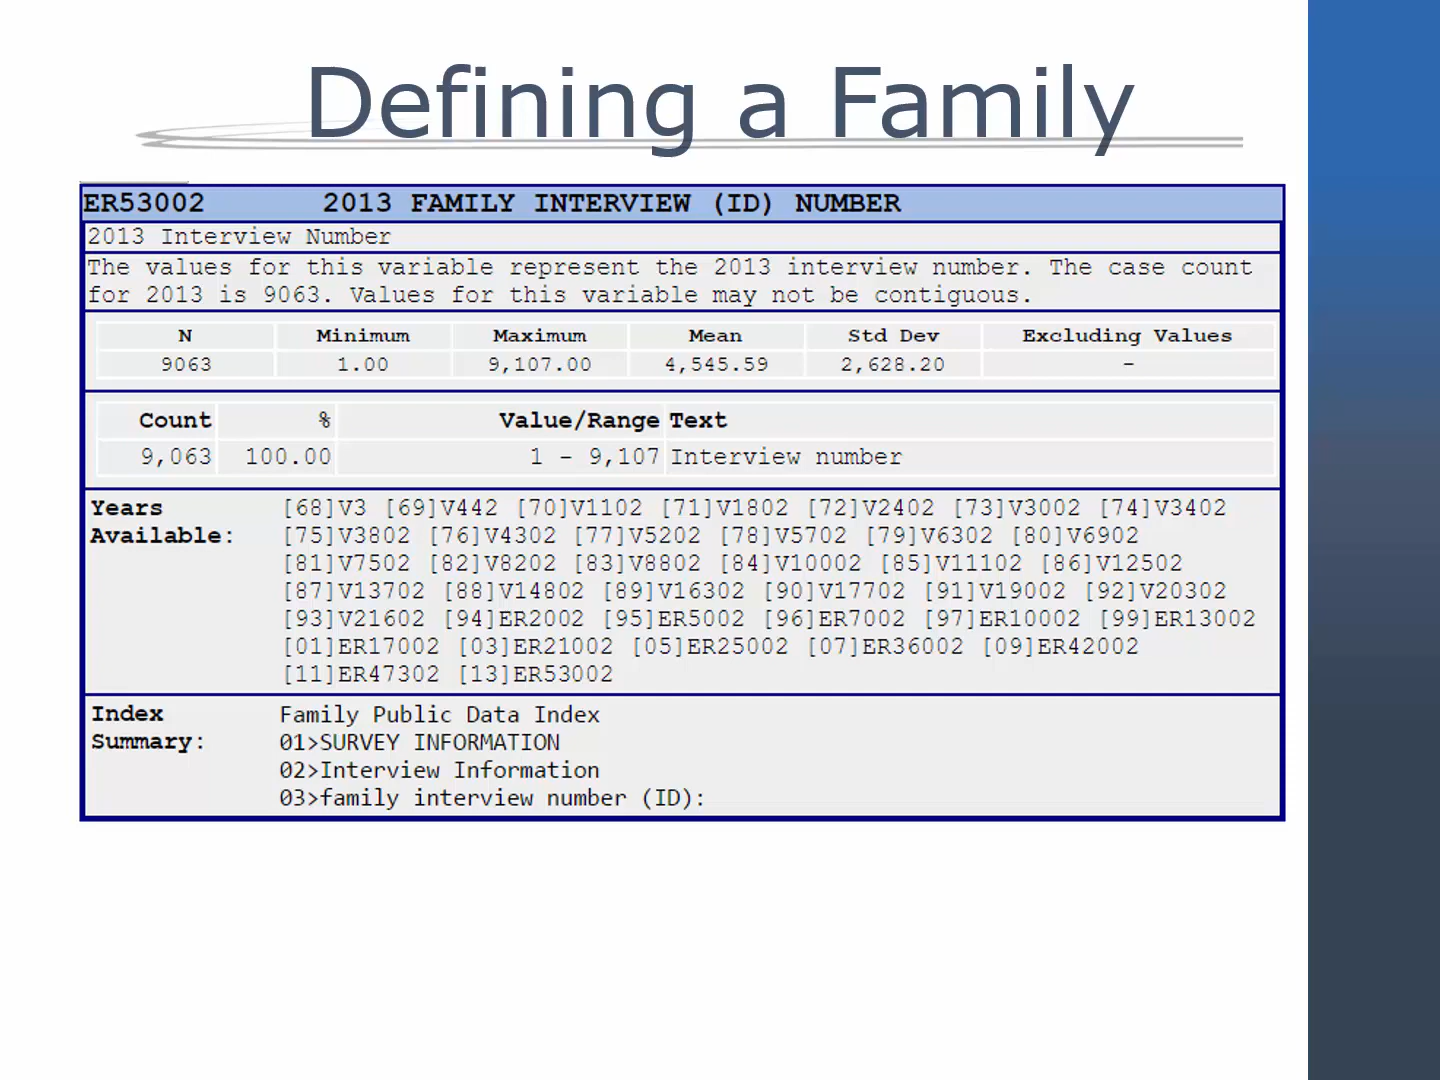 Defining a Family
ER53002 2013 FAMILY INTERVIEW (ID) NUMBER
2013 Interview Number
The values for this variable represent the 2013 interview number. The case count
for 2013 is 9063. Values for this variable may not be contiguous.
N Minimum Maximum Mean Std Dev Excluding Values
9063 1.00 9,107.00 4,545.59 2,628.20 -
Count % Value/Range Text
9,063 100.00 1 - 9,107 Interview number
Years [68]V3 [69]V442 [70]V1102 [71]V1802 [72]V2402 [73]V3002 [74]V3402
Available: [75]V3802 [76]V4302 [77]V5202 [78]V5702 [79]V6302 [80]V6902
[81]V7502 [82]V8202 [83]V8802 [84]V10002 [85]V11102 [86]V12502
[87]V13702 [88]V14802 [89]V16302 [90]V17702 [91]V19002 [92]V20302
[93]V21602 [94]ER2002 [95]ER5002 [96]ER7002 [97]ER10002 [99]ER13002
[01]ER17002 [03]ER21002 [05]ER25002 [07]ER36002 [09]ER42002
[11]ER47302 [13]ER53002
Index Family Public Data Index
Summary: 01>SURVEY INFORMATION
02>Interview Information
03>family interview number (ID):